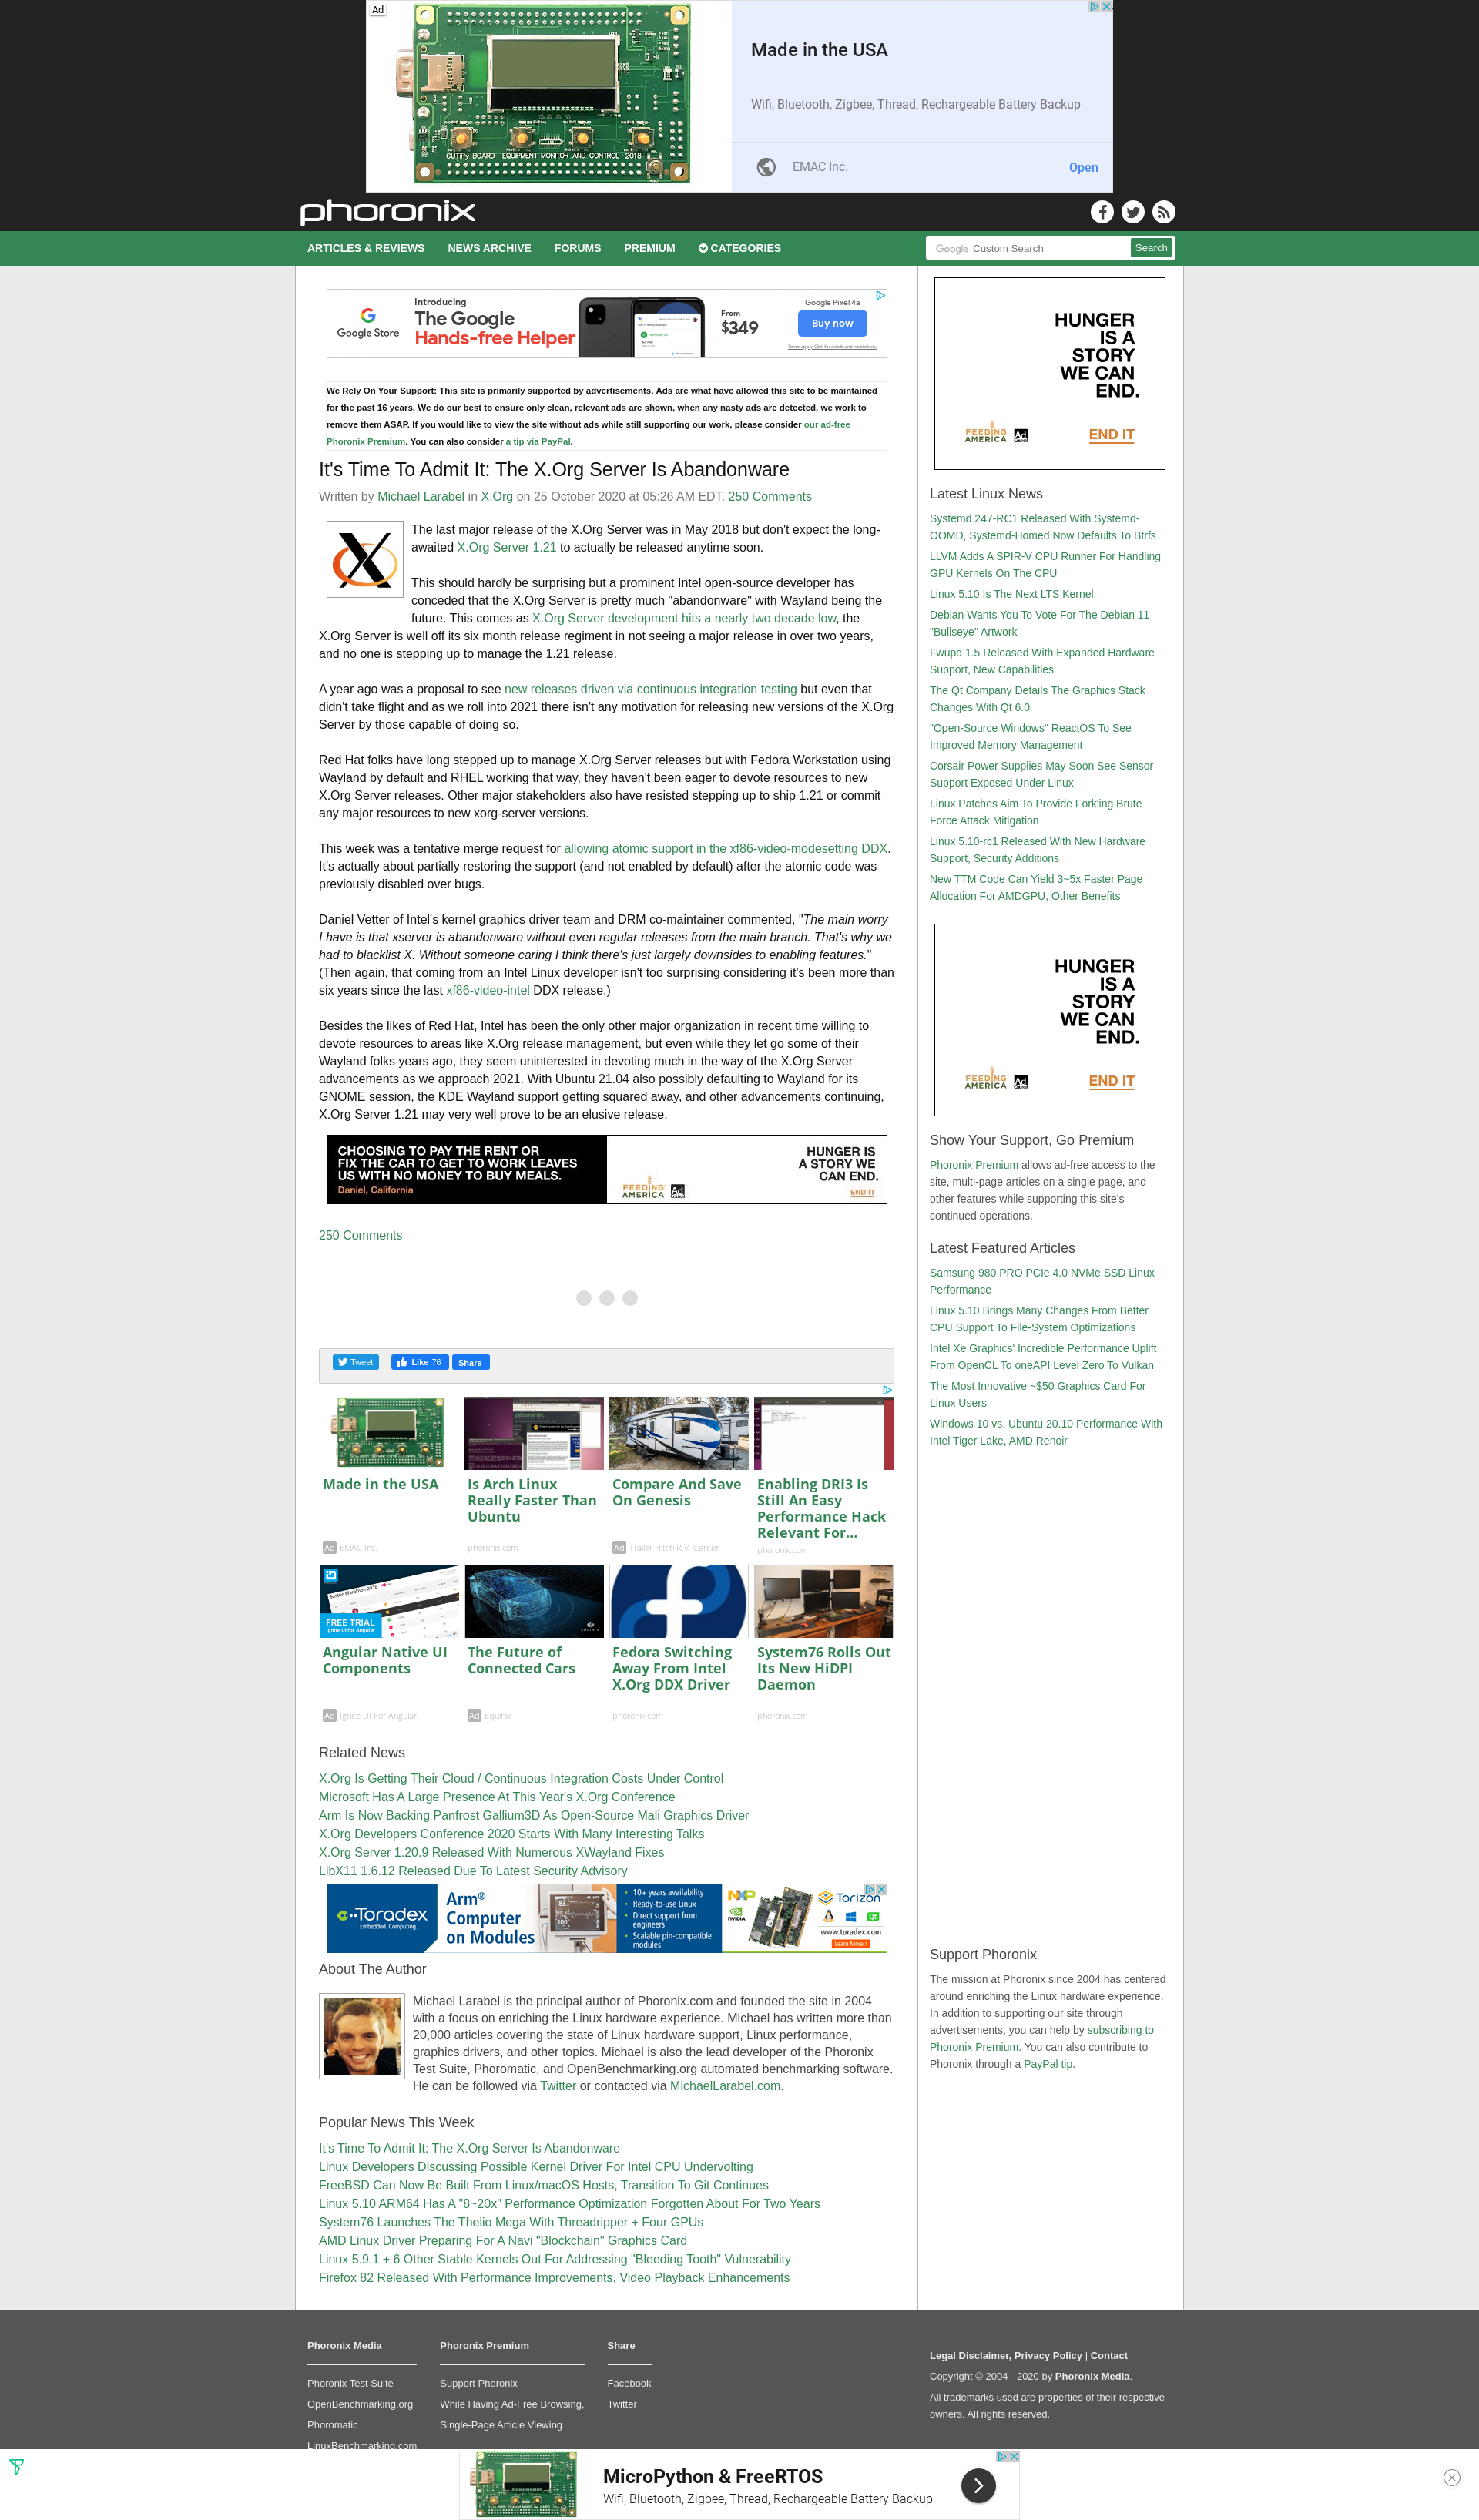 Ad
CUTiPy BOARD EQUIPMENT MONITOR AND CONTROL 2018
Made in the USA
Wifi, Bluetooth, Zigbee, Thread, Rechargeable Battery Backup
EMAC Inc.
Open
phoronix
ARTICLES & REVIEWS
NEWS ARCHIVE
FORUMS
PREMIUM
CATEGORIES
Google Custom Search
Search
Google Store
Introducing
The Google
Hands-free Helper
From
$349
Google Pixel 4a
Buy now
Terms apply. Click for details and restrictions.
We Rely On Your Support: This site is primarily supported by advertisements. Ads are what have allowed this site to be maintained
for the past 16 years. We do our best to ensure only clean, relevant ads are shown, when any nasty ads are detected, we work to
remove them ASAP. If you would like to view the site without ads while still supporting our work, please consider our ad-free
Phoronix Premium. You can also consider a tip via PayPal.
It's Time To Admit It: The X.Org Server Is Abandonware
Written by Michael Larabel in X.Org on 25 October 2020 at 05:26 AM EDT. 250 Comments
The last major release of the X.Org Server was in May 2018 but don't expect the long-
awaited X.Org Server 1.21 to actually be released anytime soon.
This should hardly be surprising but a prominent Intel open-source developer has
conceded that the X.Org Server is pretty much "abandonware" with Wayland being the
future. This comes as X.Org Server development hits a nearly two decade low, the
X.Org Server is well off its six month release regiment in not seeing a major release in over two years,
and no one is stepping up to manage the 1.21 release.
A year ago was a proposal to see new releases driven via continuous integration testing but even that
didn't take flight and as we roll into 2021 there isn't any motivation for releasing new versions of the X.Org
Server by those capable of doing so.
Red Hat folks have long stepped up to manage X.Org Server releases but with Fedora Workstation using
Wayland by default and RHEL working that way, they haven't been eager to devote resources to new
X.Org Server releases. Other major stakeholders also have resisted stepping up to ship 1.21 or commit
any major resources to new xorg-server versions.
This week was a tentative merge request for allowing atomic support in the xf86-video-modesetting DDX.
It's actually about partially restoring the support (and not enabled by default) after the atomic code was
previously disabled over bugs.
Daniel Vetter of Intel's kernel graphics driver team and DRM co-maintainer commented, "The main worry
I have is that xserver is abandonware without even regular releases from the main branch. That's why we
had to blacklist X. Without someone caring I think there's just largely downsides to enabling features."
(Then again, that coming from an Intel Linux developer isn't too surprising considering it's been more than
six years since the last xf86-video-intel DDX release.)
Besides the likes of Red Hat, Intel has been the only other major organization in recent time willing to
devote resources to areas like X.Org release management, but even while they let go some of their
Wayland folks years ago, they seem uninterested in devoting much in the way of the X.Org Server
advancements as we approach 2021. With Ubuntu 21.04 also possibly defaulting to Wayland for its
GNOME session, the KDE Wayland support getting squared away, and other advancements continuing,
X.Org Server 1.21 may very well prove to be an elusive release.
CHOOSING TO PAY THE RENT OR
FIX THE CAR TO GET TO WORK LEAVES
US WITH NO MONEY TO BUY MEALS.
Daniel, California
FEEDING
AMERICA
Ad
HUNGER IS
A STORY WE
CAN END.
END IT
250 Comments
Tweet
Like 76
Share
Made in the USA
Ad EMAC Inc.
Is Arch Linux
Really Faster Than
Ubuntu
phoronix.com
Compare And Save
On Genesis
Ad Trailer Hitch R.V. Center
Enabling DRI3 Is
Still An Easy
Performance Hack
Relevant For...
phoronix.com
FREE TRIAL
Ignite UI for Angular
Angular Native UI
Components
Ad Ignite UI For Angular
The Future of
Connected Cars
Ad Equinix
Fedora Switching
Away From Intel
X.Org DDX Driver
phoronix.com
System76 Rolls Out
Its New HiDPI
Daemon
phoronix.com
Related News
X.Org Is Getting Their Cloud / Continuous Integration Costs Under Control
Microsoft Has A Large Presence At This Year's X.Org Conference
Arm Is Now Backing Panfrost Gallium3D As Open-Source Mali Graphics Driver
X.Org Developers Conference 2020 Starts With Many Interesting Talks
X.Org Server 1.20.9 Released With Numerous XWayland Fixes
LibX11 1.6.12 Released Due To Latest Security Advisory
Toradex
Embedded. Computing.
Arm®
Computer
on Modules
10+ years availability
Ready-to-use Linux
Direct support from
engineers
Scalable pin-compatible
modules
NXP
NVIDIA
Torizon
Qt
www.toradex.com
Learn More
About The Author
Michael Larabel is the principal author of Phoronix.com and founded the site in 2004
with a focus on enriching the Linux hardware experience. Michael has written more than
20,000 articles covering the state of Linux hardware support, Linux performance,
graphics drivers, and other topics. Michael is also the lead developer of the Phoronix
Test Suite, Phoromatic, and OpenBenchmarking.org automated benchmarking software.
He can be followed via Twitter or contacted via MichaelLarabel.com.
Popular News This Week
It's Time To Admit It: The X.Org Server Is Abandonware
Linux Developers Discussing Possible Kernel Driver For Intel CPU Undervolting
FreeBSD Can Now Be Built From Linux/macOS Hosts, Transition To Git Continues
Linux 5.10 ARM64 Has A "8~20x" Performance Optimization Forgotten About For Two Years
System76 Launches The Thelio Mega With Threadripper + Four GPUs
AMD Linux Driver Preparing For A Navi "Blockchain" Graphics Card
Linux 5.9.1 + 6 Other Stable Kernels Out For Addressing "Bleeding Tooth" Vulnerability
Firefox 82 Released With Performance Improvements, Video Playback Enhancements
HUNGER
IS A
STORY
WE CAN
END.
FEEDING
AMERICA
Ad
END IT
Latest Linux News
Systemd 247-RC1 Released With Systemd-
OOMD, Systemd-Homed Now Defaults To Btrfs
LLVM Adds A SPIR-V CPU Runner For Handling
GPU Kernels On The CPU
Linux 5.10 Is The Next LTS Kernel
Debian Wants You To Vote For The Debian 11
"Bullseye" Artwork
Fwupd 1.5 Released With Expanded Hardware
Support, New Capabilities
The Qt Company Details The Graphics Stack
Changes With Qt 6.0
"Open-Source Windows" ReactOS To See
Improved Memory Management
Corsair Power Supplies May Soon See Sensor
Support Exposed Under Linux
Linux Patches Aim To Provide Fork'ing Brute
Force Attack Mitigation
Linux 5.10-rc1 Released With New Hardware
Support, Security Additions
New TTM Code Can Yield 3~5x Faster Page
Allocation For AMDGPU, Other Benefits
HUNGER
IS A
STORY
WE CAN
END.
FEEDING
AMERICA
Ad
END IT
Show Your Support, Go Premium
Phoronix Premium allows ad-free access to the
site, multi-page articles on a single page, and
other features while supporting this site's
continued operations.
Latest Featured Articles
Samsung 980 PRO PCIe 4.0 NVMe SSD Linux
Performance
Linux 5.10 Brings Many Changes From Better
CPU Support To File-System Optimizations
Intel Xe Graphics' Incredible Performance Uplift
From OpenCL To oneAPI Level Zero To Vulkan
The Most Innovative ~$50 Graphics Card For
Linux Users
Windows 10 vs. Ubuntu 20.10 Performance With
Intel Tiger Lake, AMD Renoir
Support Phoronix
The mission at Phoronix since 2004 has centered
around enriching the Linux hardware experience.
In addition to supporting our site through
advertisements, you can help by subscribing to
Phoronix Premium. You can also contribute to
Phoronix through a PayPal tip.
Phoronix Media
Phoronix Test Suite
OpenBenchmarking.org
Phoromatic
LinuxBenchmarking.com
Phoronix Premium
Support Phoronix
While Having Ad-Free Browsing,
Single-Page Article Viewing
Share
Facebook
Twitter
Legal Disclaimer, Privacy Policy | Contact
Copyright © 2004 - 2020 by Phoronix Media.
All trademarks used are properties of their respective
owners. All rights reserved.
MicroPython & FreeRTOS
Wifi, Bluetooth, Zigbee, Thread, Rechargeable Battery Backup